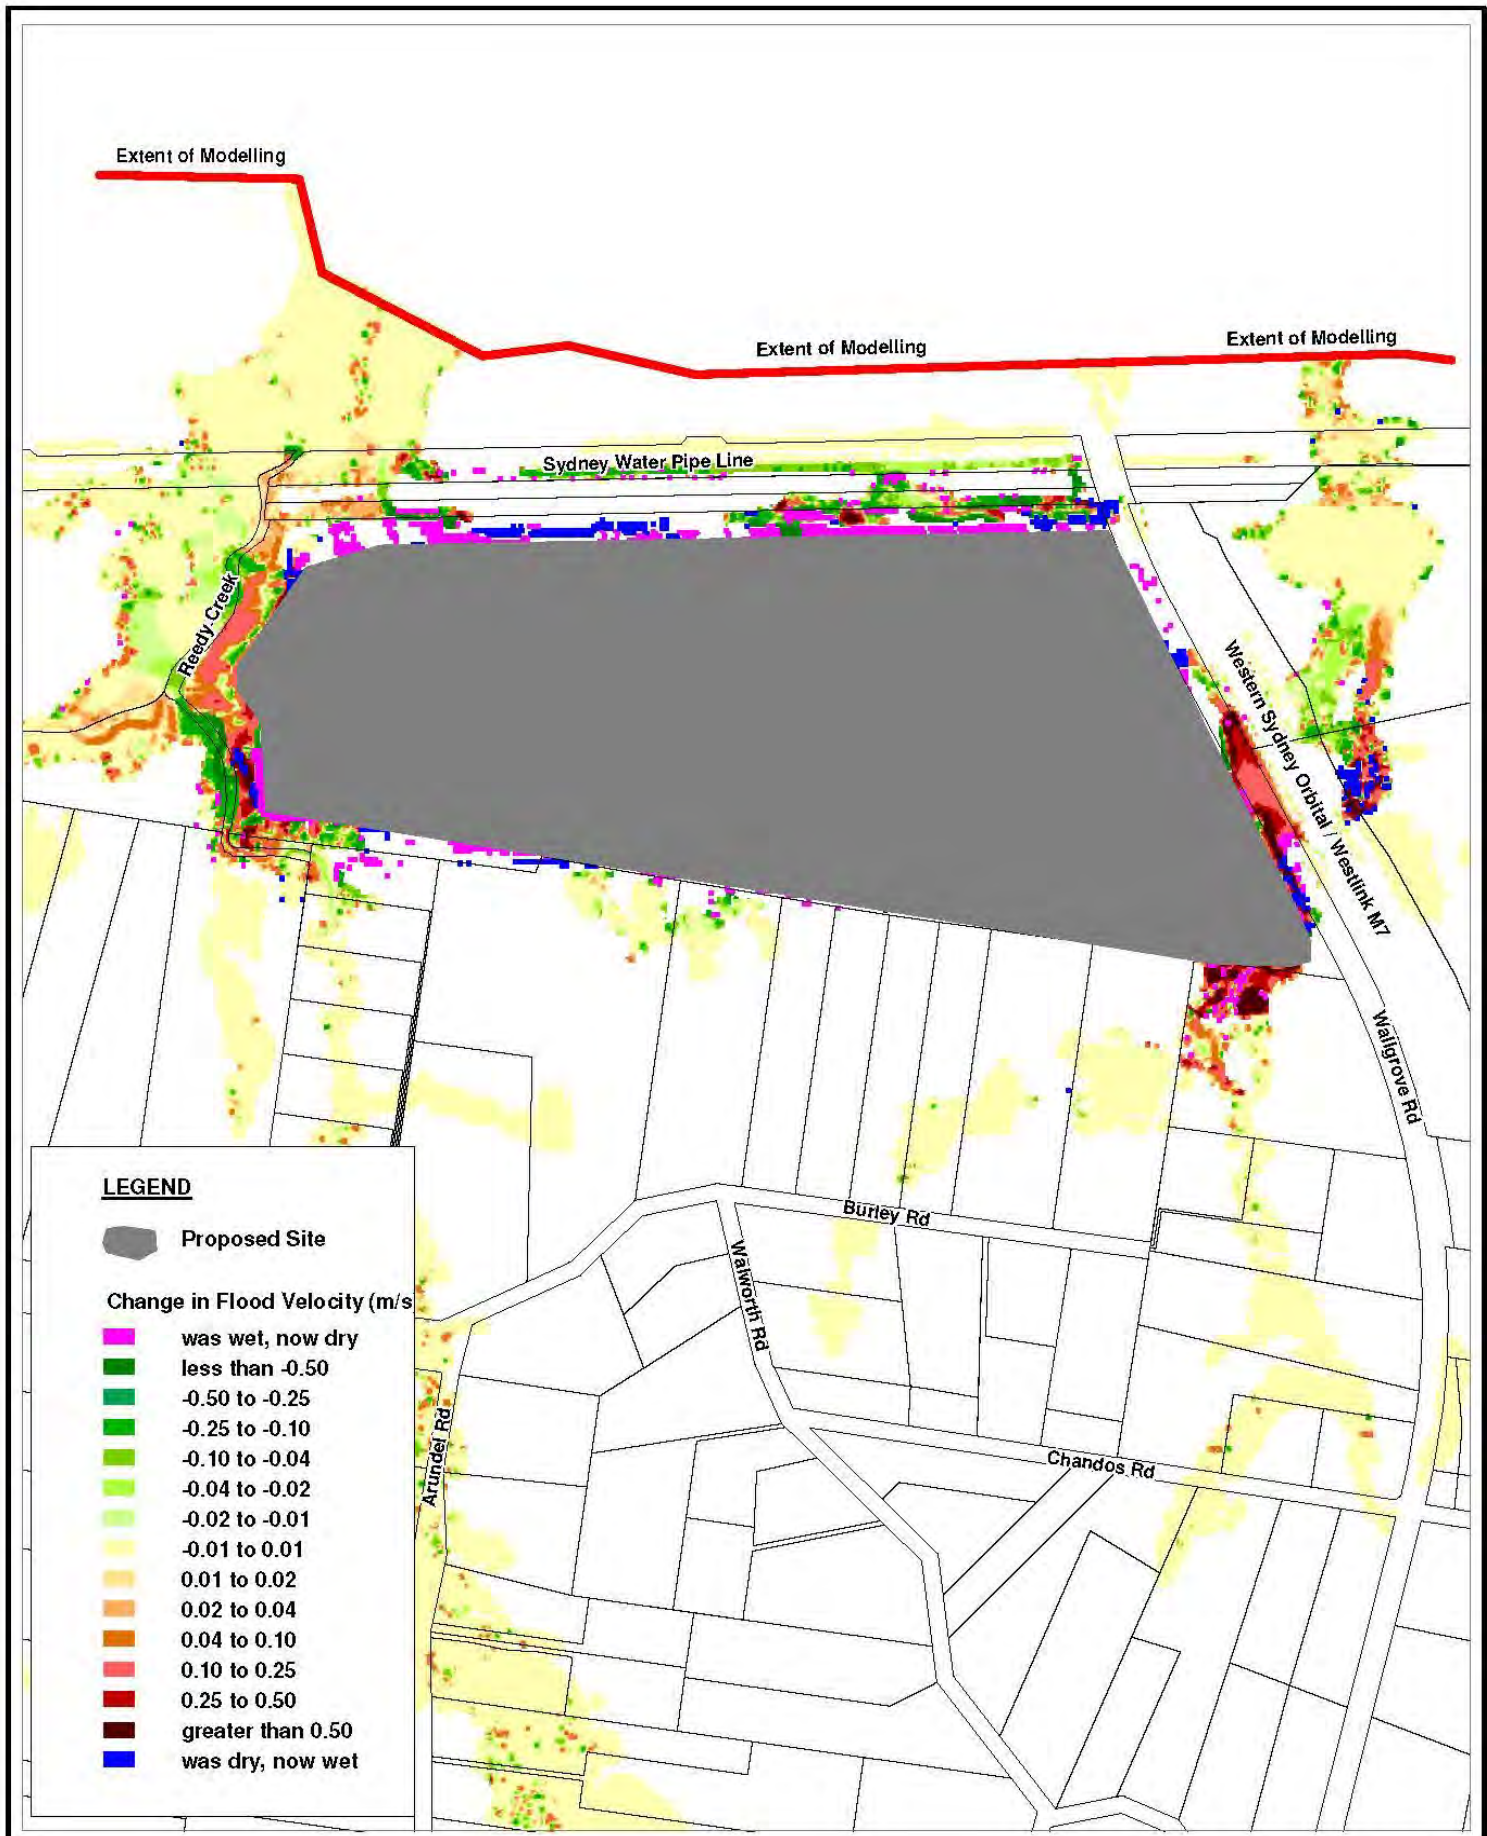 Extent of Modelling
Extent of Modelling
Extent of Modelling
Sydney Water Pipe Line
Reedy Creek
Western Sydney Orbital / Westlink M7
Wallgrove Rd
Burley Rd
Walworth Rd
Chandos Rd
Arundel Rd
LEGEND
Proposed Site
Change in Flood Velocity (m/s
was wet, now dry
less than -0.50
-0.50 to -0.25
-0.25 to -0.10
-0.10 to -0.04
-0.04 to -0.02
-0.02 to -0.01
-0.01 to 0.01
0.01 to 0.02
0.02 to 0.04
0.04 to 0.10
0.10 to 0.25
0.25 to 0.50
greater than 0.50
was dry, now wet